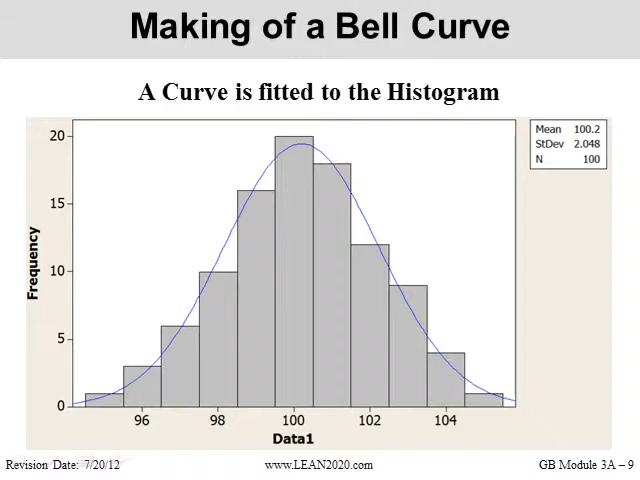 Making of a Bell Curve
A Curve is fitted to the Histogram
Mean 100.2
StDev 2.048
N 100
20
15
10
5
0
Frequency
96 98 100 102 104
Data1
Revision Date: 7/20/12 www.LEAN2020.com GB Module 3A – 9